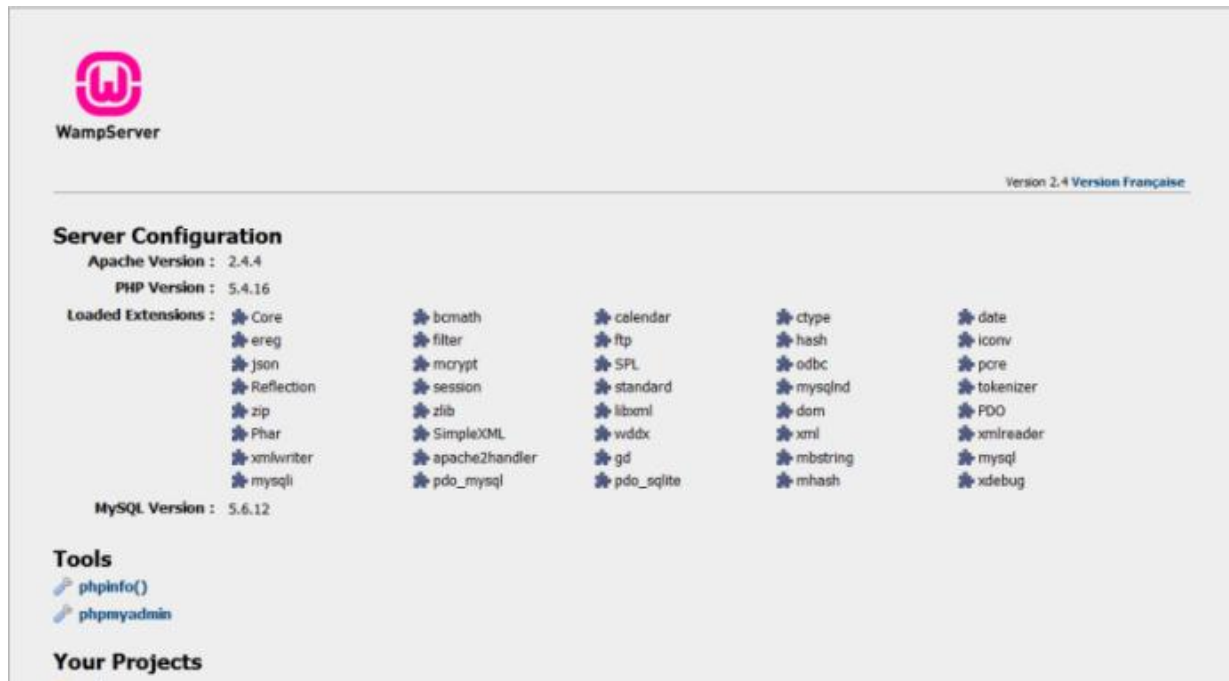 WampServer
Version 2.4 Version Française
Server Configuration
Apache Version : 2.4.4
PHP Version : 5.4.16
Loaded Extensions : Core bcmath calendar ctype date
ereg filter ftp hash iconv
json mcrypt SPL odbc pcre
Reflection session standard mysqlnd tokenizer
zip zlib libxml dom PDO
Phar SimpleXML wddx xml xmlreader
xmlwriter apache2handler gd mbstring mysql
mysqli pdo_mysql pdo_sqlite mhash xdebug
MySQL Version : 5.6.12
Tools
phpinfo()
phpmyadmin
Your Projects